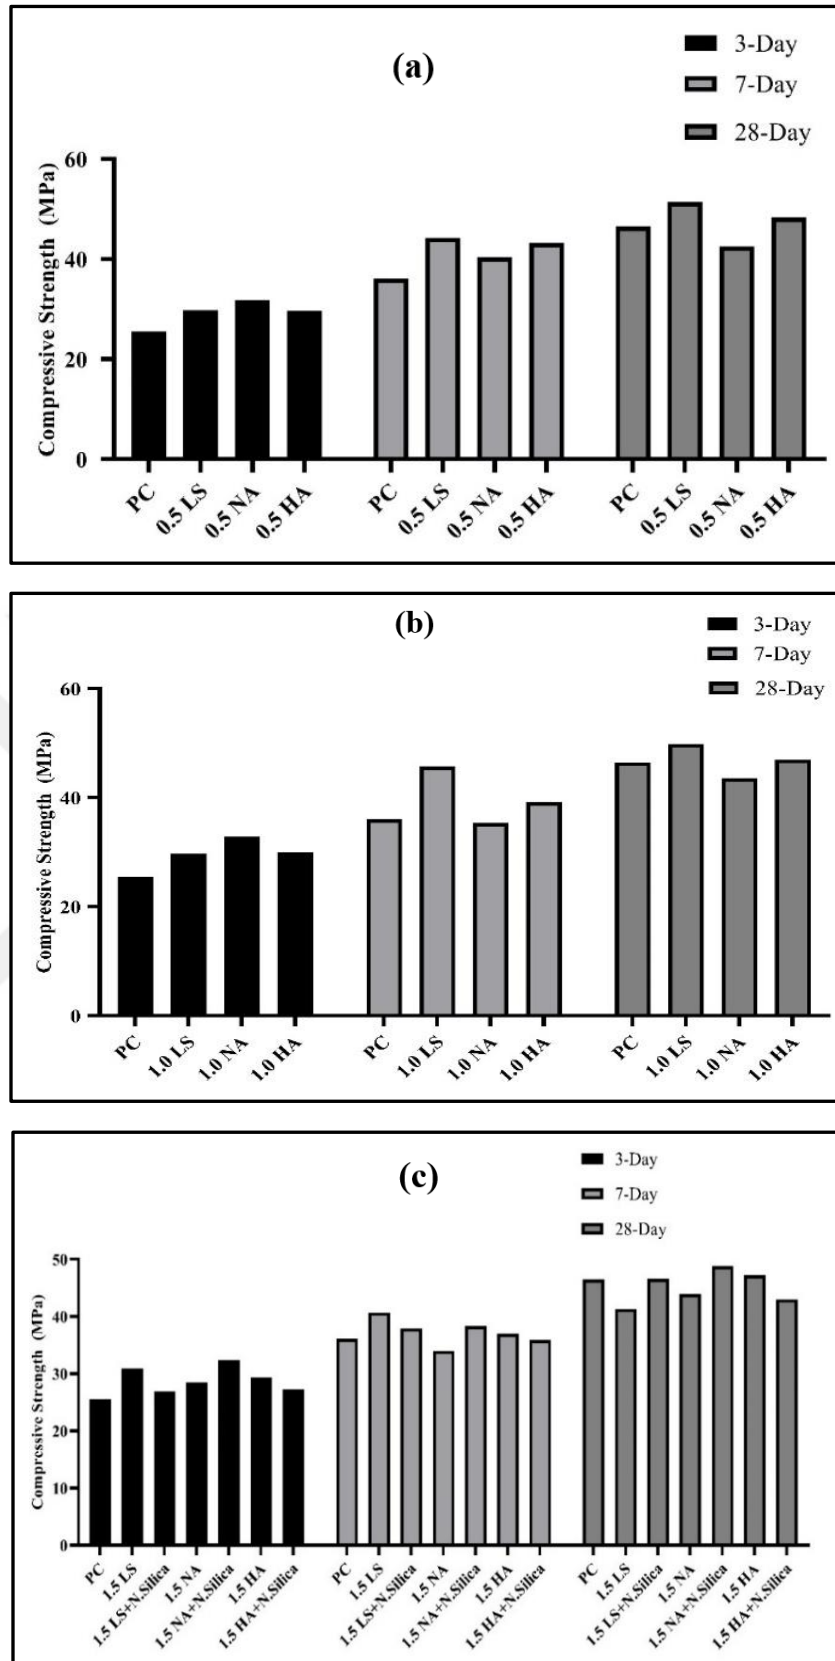 (a)
3-Day
7-Day
28-Day
Compressive Strength (MPa)
60
40
20
0
PC
0.5 LS
0.5 NA
0.5 HA
PC
0.5 LS
0.5 NA
0.5 HA
PC
0.5 LS
0.5 NA
0.5 HA
(b)
3-Day
7-Day
28-Day
Compressive Strength (MPa)
60
40
20
0
PC
1.0 LS
1.0 NA
1.0 HA
PC
1.0 LS
1.0 NA
1.0 HA
PC
1.0 LS
1.0 NA
1.0 HA
(c)
3-Day
7-Day
28-Day
Compressive Strength (MPa)
50
40
30
20
10
0
PC
1.5 LS
1.5 LS+N.Silica
1.5 NA
1.5 NA+N.Silica
1.5 HA
1.5 HA+N.Silica
PC
1.5 LS
1.5 LS+N.Silica
1.5 NA
1.5 NA+N.Silica
1.5 HA
1.5 HA+N.Silica
PC
1.5 LS
1.5 LS+N.Silica
1.5 NA
1.5 NA+N.Silica
1.5 HA
1.5 HA+N.Silica